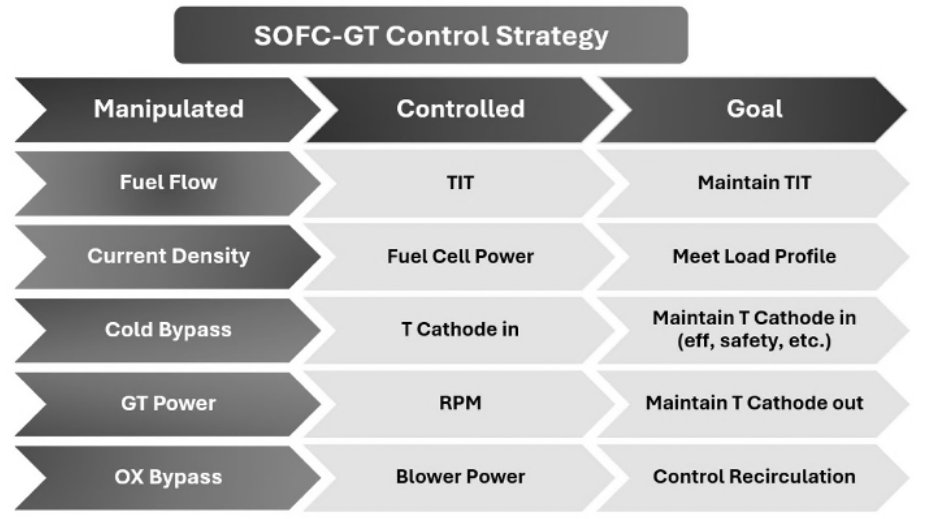 SOFC-GT Control Strategy
Manipulated Controlled Goal
Fuel Flow TIT Maintain TIT
Current Density Fuel Cell Power Meet Load Profile
Cold Bypass T Cathode in Maintain T Cathode in
(eff, safety, etc.)
GT Power RPM Maintain T Cathode out
OX Bypass Blower Power Control Recirculation